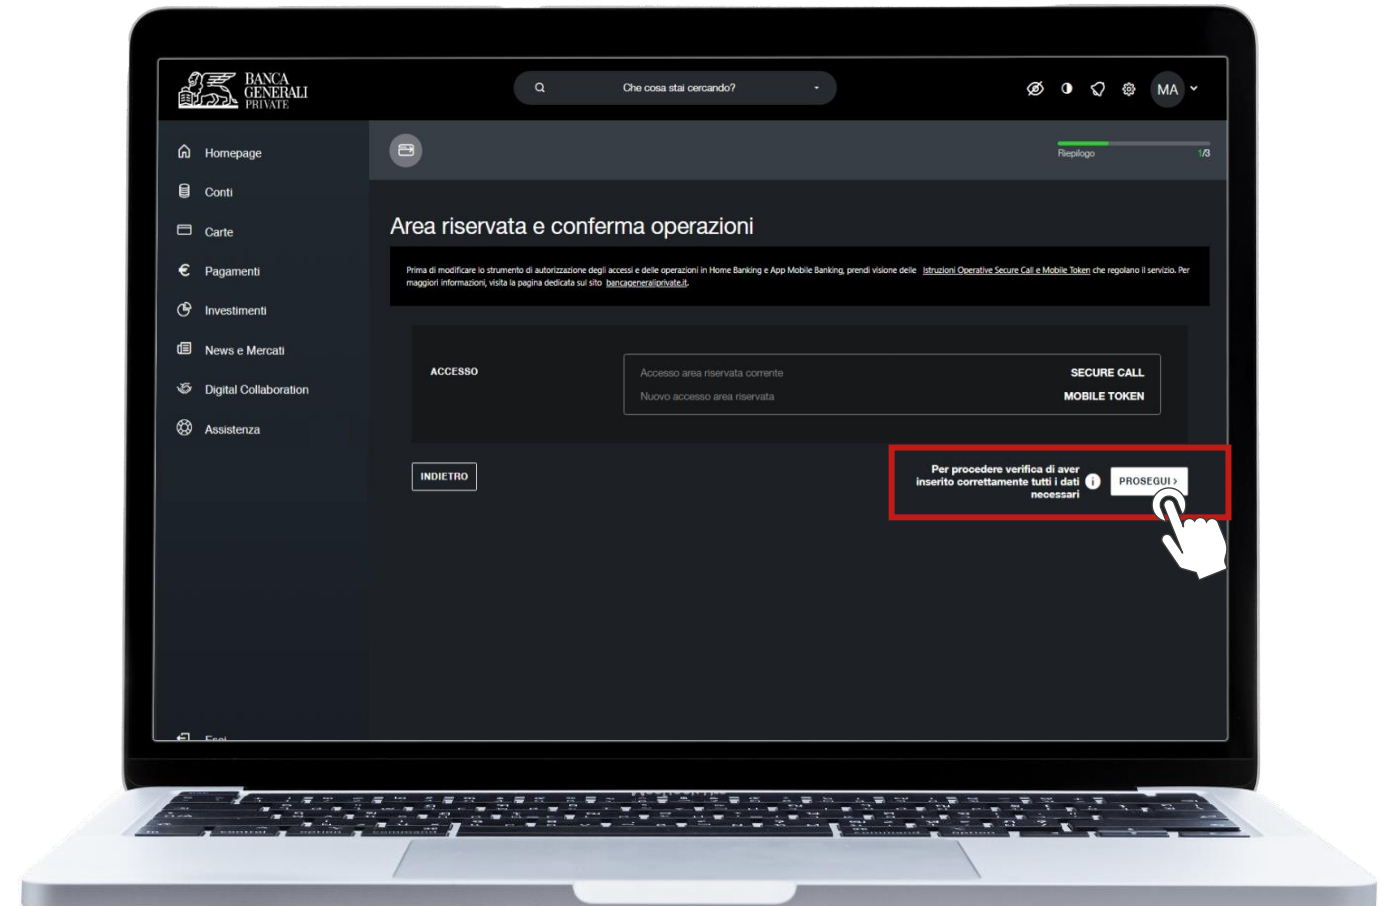 BANCA
GENERALI
PRIVATE
Che cosa stai cercando?
MA
Homepage
Conti
Carte
Pagamenti
Investimenti
News e Mercati
Digital Collaboration
Assistenza
Riepilogo 1/3
Area riservata e conferma operazioni
Prima di modificare lo strumento di autorizzazione degli accessi e delle operazioni in Home Banking e App Mobile Banking, prendi visione delle Istruzioni Operative Secure Call e Mobile Token che regolano il servizio. Per
maggiori informazioni, visita la pagina dedicata sul sito bancageneraliprivate.it.
ACCESSO
Accesso area riservata corrente SECURE CALL
Nuovo accesso area riservata MOBILE TOKEN
INDIETRO
Per procedere verifica di aver
inserito correttamente tutti i dati
necessari
PROSEGUI >
control option command